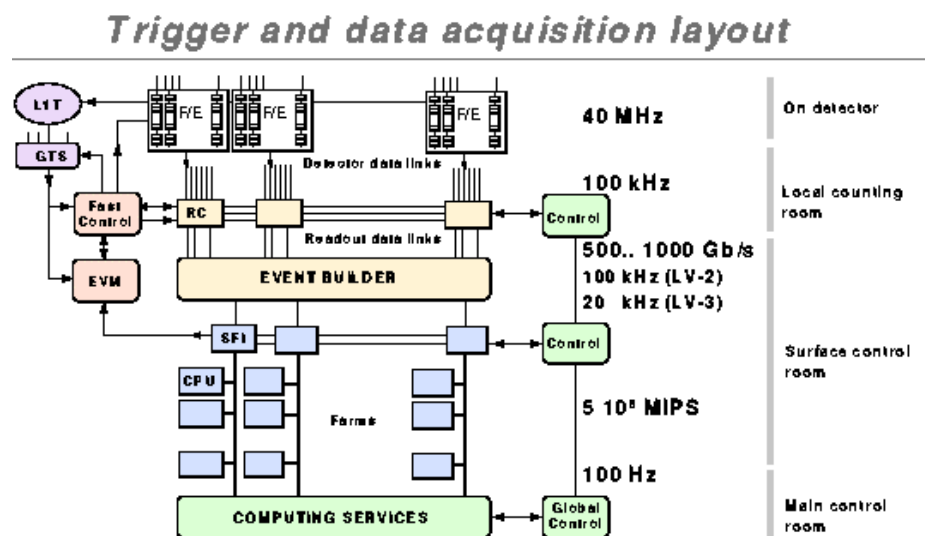 Trigger and data acquisition layout
L1T
F/E
F/E
F/E
40 MHz
On detector
GTS
Detector data links
100 kHz
Local counting
room
Fast
Control
RC
Control
Readout data links
500.. 1000 Gb/s
EVM
EVENT BUILDER
100 kHz (LV-2)
20 kHz (LV-3)
SFI
Control
Surface control
room
CPU
Farms
5 10⁶ MIPS
100 Hz
COMPUTING SERVICES
Global
Control
Main control
room